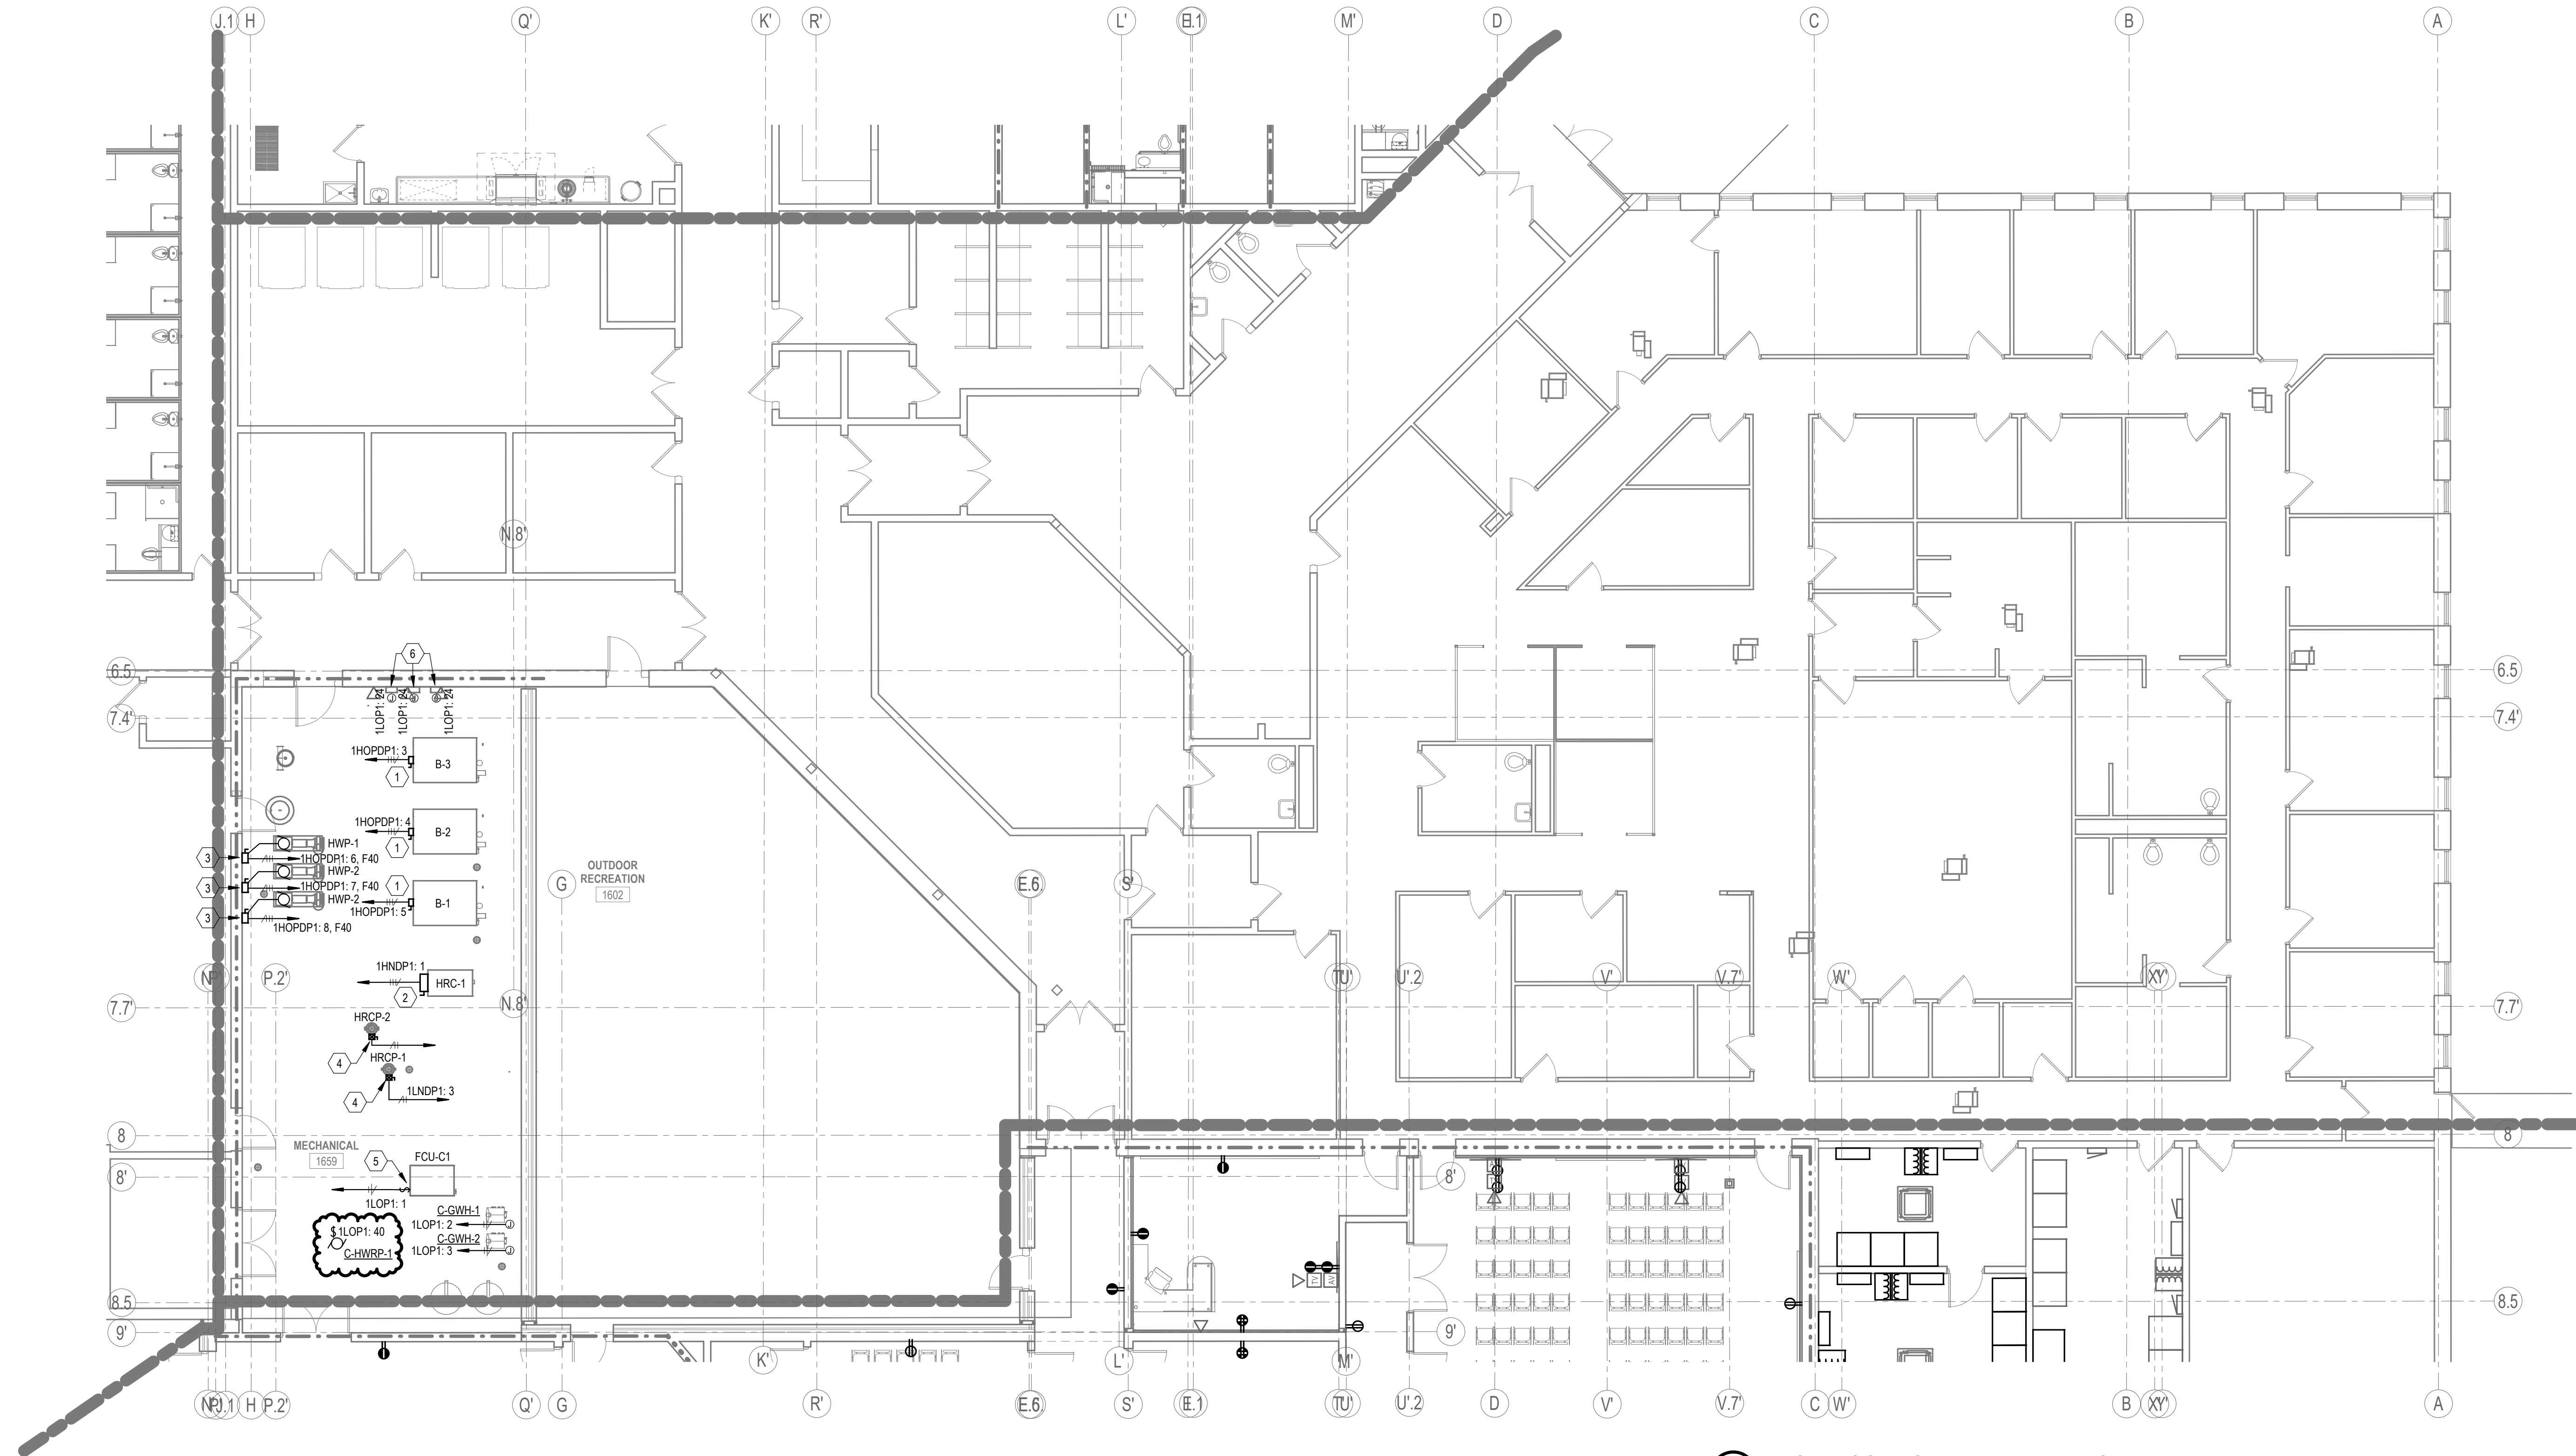 J.1 H Q' K' R' L' E.1 M' D C B A
N.8'
6.5 6 6.5
1LOP1: 24 1LOP1: 24 1LOP1: 24
7.4' 7.4'
1HOPDP1: 3
B-3
1
1HOPDP1: 4
B-2
1
HWP-1
3
1HOPDP1: 6, F40
HWP-2
3
1HOPDP1: 7, F40
1
HWP-2
B-1
3
1HOPDP1: 5
1HOPDP1: 8, F40
OUTDOOR
RECREATION
1602
G E.6 S'
1HNDP1: 1
HRC-1
2
N' P' P.2' T' U' U'.2 V' V.7' W' X' Y'
7.7' N.8' 7.7'
HRCP-2
4
HRCP-1
1LNDP1: 3
4
8 8
MECHANICAL
1659
5
FCU-C1
8' 8'
1LOP1: 1
C-GWH-1
1LOP1: 2
J
C-GWH-2
1LOP1: 3
J
$ 1LOP1: 40
C-HWRP-1
TV AV
8.5 8.5
9' 9'
K' L' M'
N' P' J.1 H P.2' Q' G R' E.6 S' E.1 T' U' U'.2 D V' V.7' C W' B X' Y' A